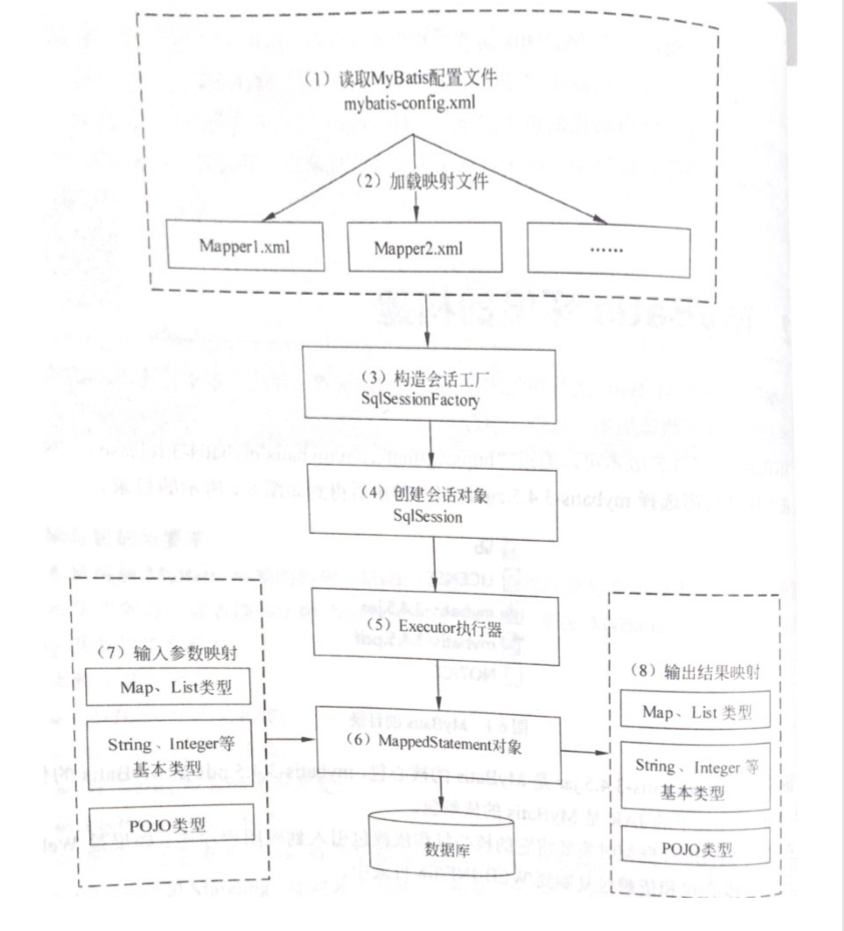 （1）读取MyBatis配置文件
mybatis-config.xml
（2）加载映射文件
Mapper1.xml
Mapper2.xml
……
（3）构造会话工厂
SqlSessionFactory
（4）创建会话对象
SqlSession
（5）Executor执行器
（7）输入参数映射
Map、List类型
String、Integer等
基本类型
POJO类型
（6）MappedStatement对象
数据库
（8）输出结果映射
Map、List 类型
String、Integer 等
基本类型
POJO类型